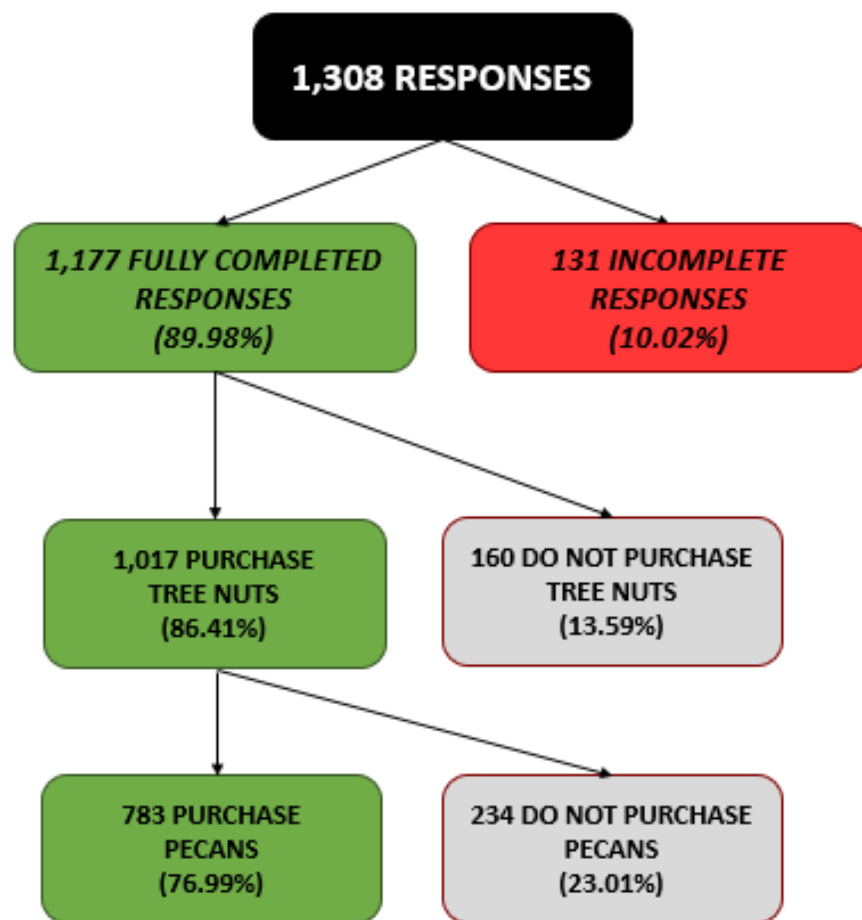 1,308 RESPONSES
1,177 FULLY COMPLETED
RESPONSES
(89.98%)
131 INCOMPLETE
RESPONSES
(10.02%)
1,017 PURCHASE
TREE NUTS
(86.41%)
160 DO NOT PURCHASE
TREE NUTS
(13.59%)
783 PURCHASE
PECANS
(76.99%)
234 DO NOT PURCHASE
PECANS
(23.01%)